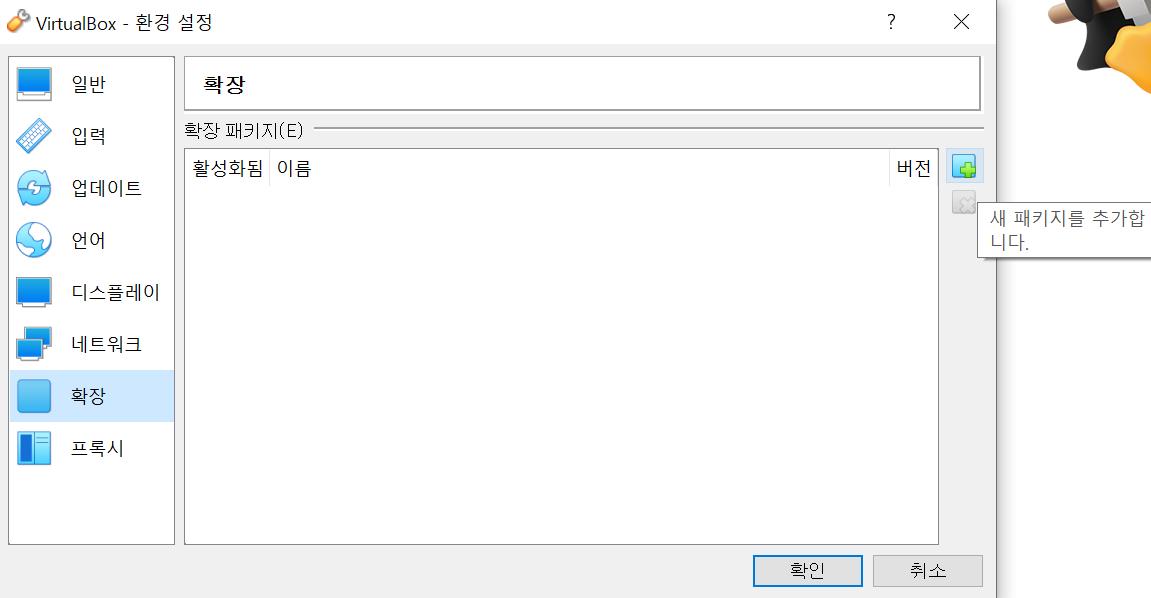 VirtualBox - 환경 설정
?
일반
입력
업데이트
언어
디스플레이
네트워크
확장
프록시
확장
확장 패키지(E)
활성화됨 이름 버전
새 패키지를 추가합
니다.
확인 취소